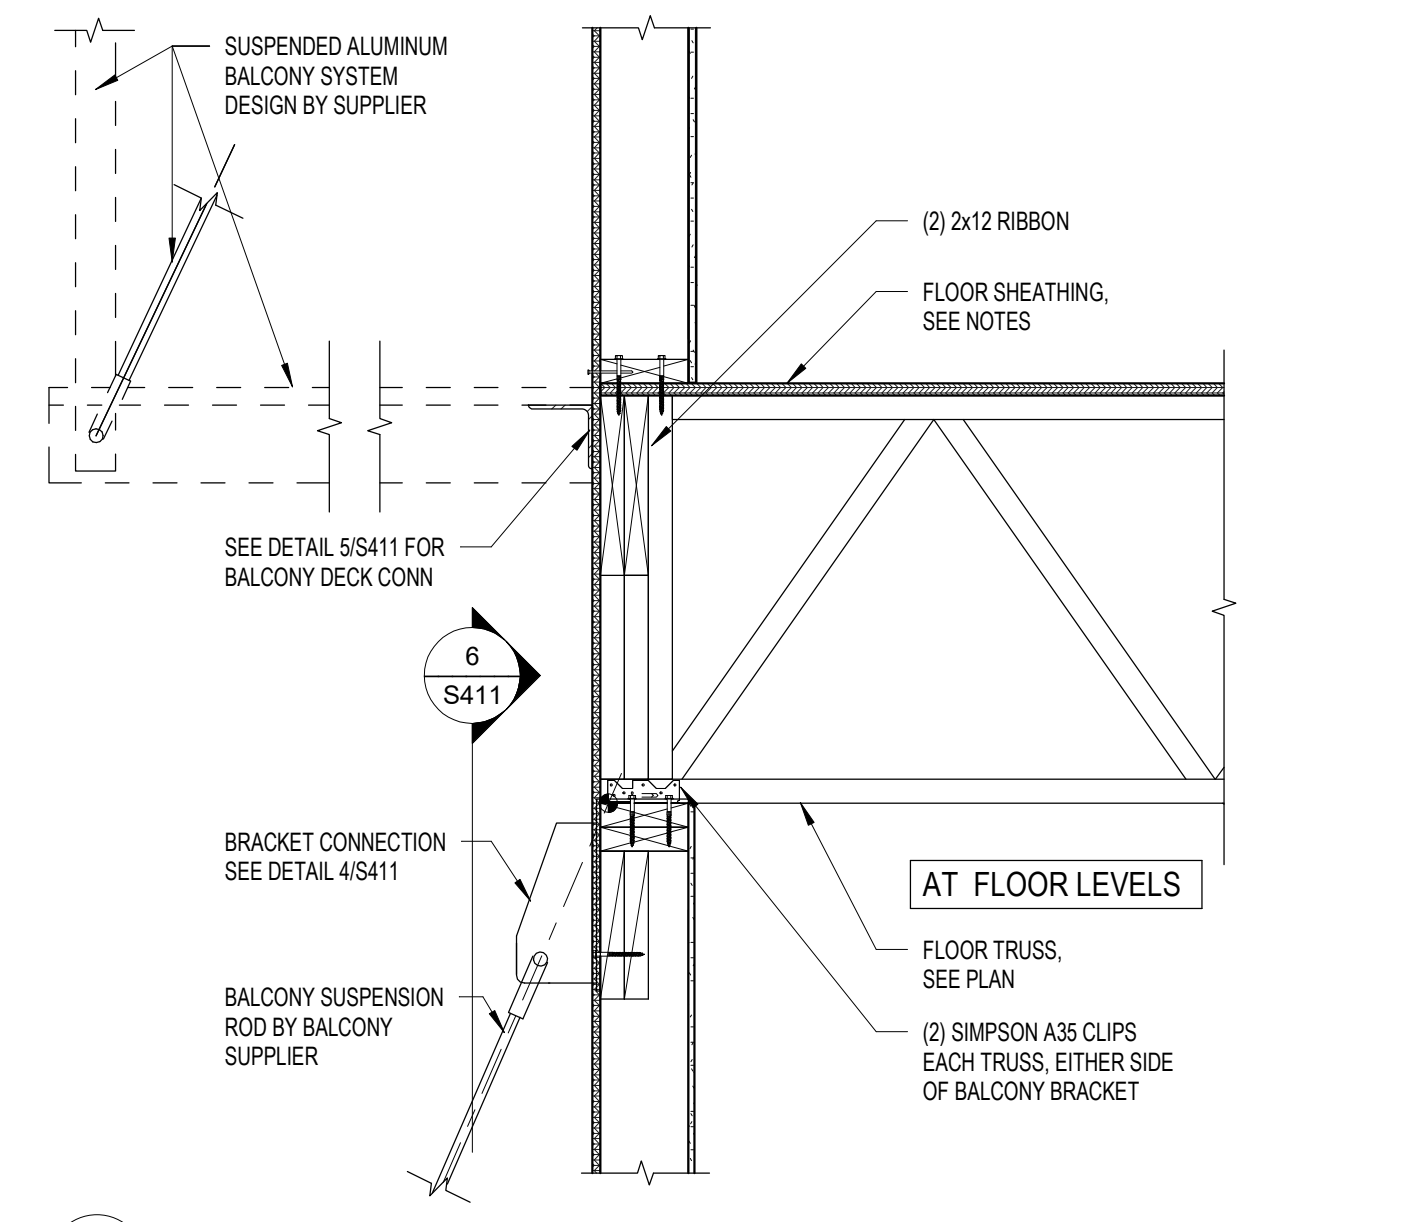 SUSPENDED ALUMINUM
BALCONY SYSTEM
DESIGN BY SUPPLIER
(2) 2x12 RIBBON
FLOOR SHEATHING,
SEE NOTES
SEE DETAIL 5/S411 FOR
BALCONY DECK CONN
6
S411
BRACKET CONNECTION
SEE DETAIL 4/S411
AT FLOOR LEVELS
FLOOR TRUSS,
SEE PLAN
BALCONY SUSPENSION
ROD BY BALCONY
SUPPLIER
(2) SIMPSON A35 CLIPS
EACH TRUSS, EITHER SIDE
OF BALCONY BRACKET